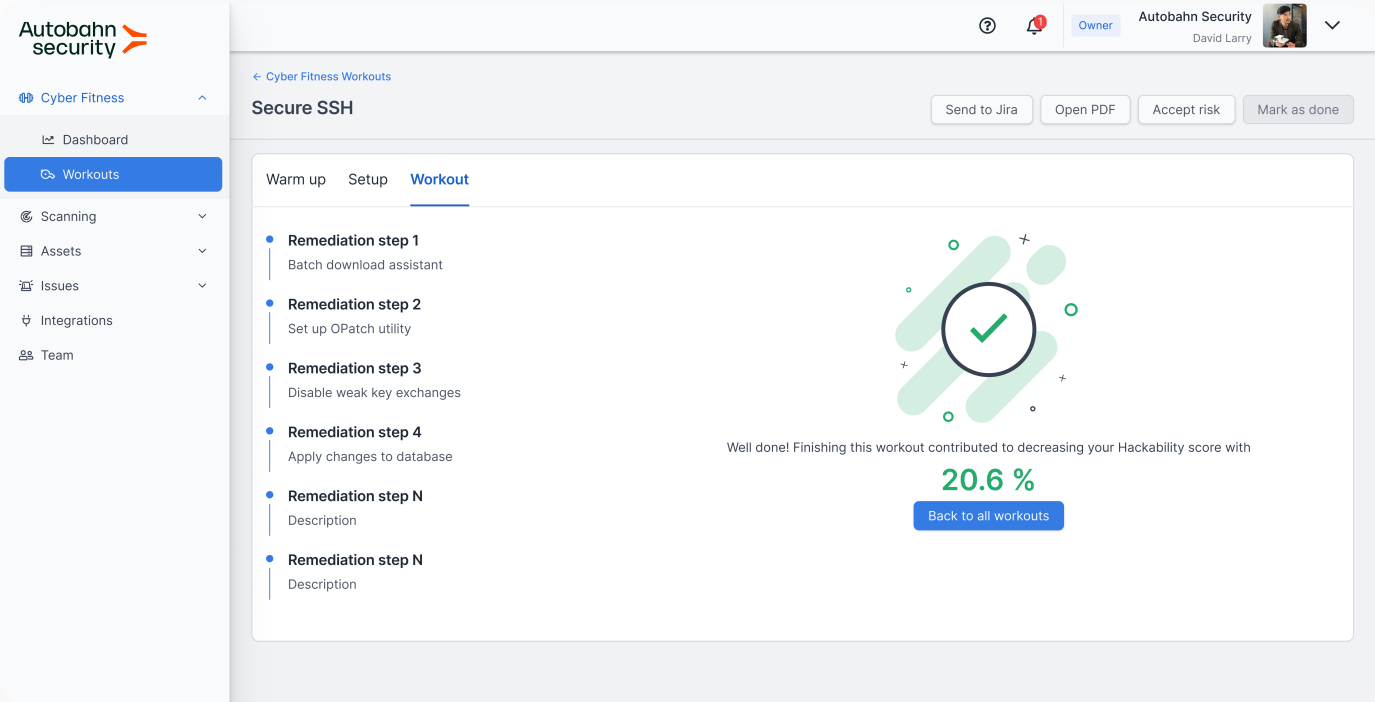 Autobahn
security
Cyber Fitness
Dashboard
Workouts
Scanning
Assets
Issues
Integrations
Team
1
Owner
Autobahn Security
David Larry
← Cyber Fitness Workouts
Secure SSH
Send to Jira
Open PDF
Accept risk
Mark as done
Warm up
Setup
Workout
Remediation step 1
Batch download assistant
Remediation step 2
Set up OPatch utility
Remediation step 3
Disable weak key exchanges
Remediation step 4
Apply changes to database
Remediation step N
Description
Remediation step N
Description
Well done! Finishing this workout contributed to decreasing your Hackability score with
20.6 %
Back to all workouts